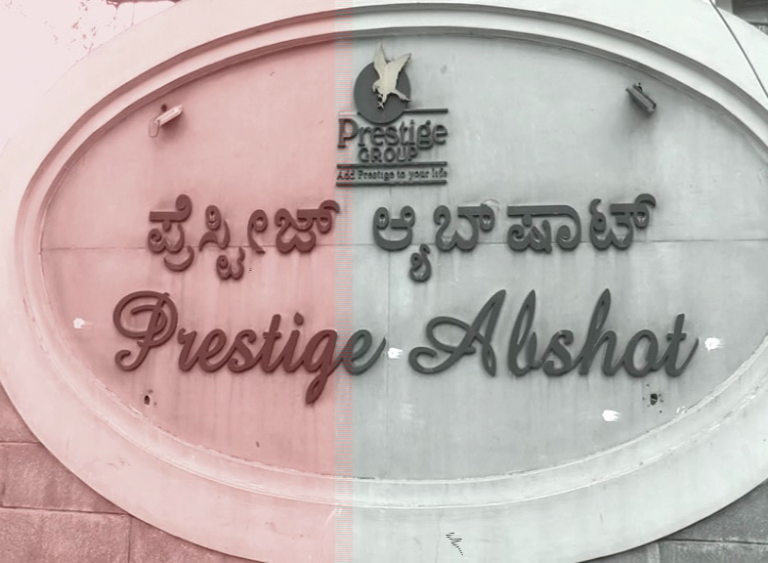 Prestige
GROUP
Add Prestige to your life
ಪ್ರೆಸ್ಟೀಜ್ ಆ್ಯಬ್ ಷಾಟ್
Prestige Abshot